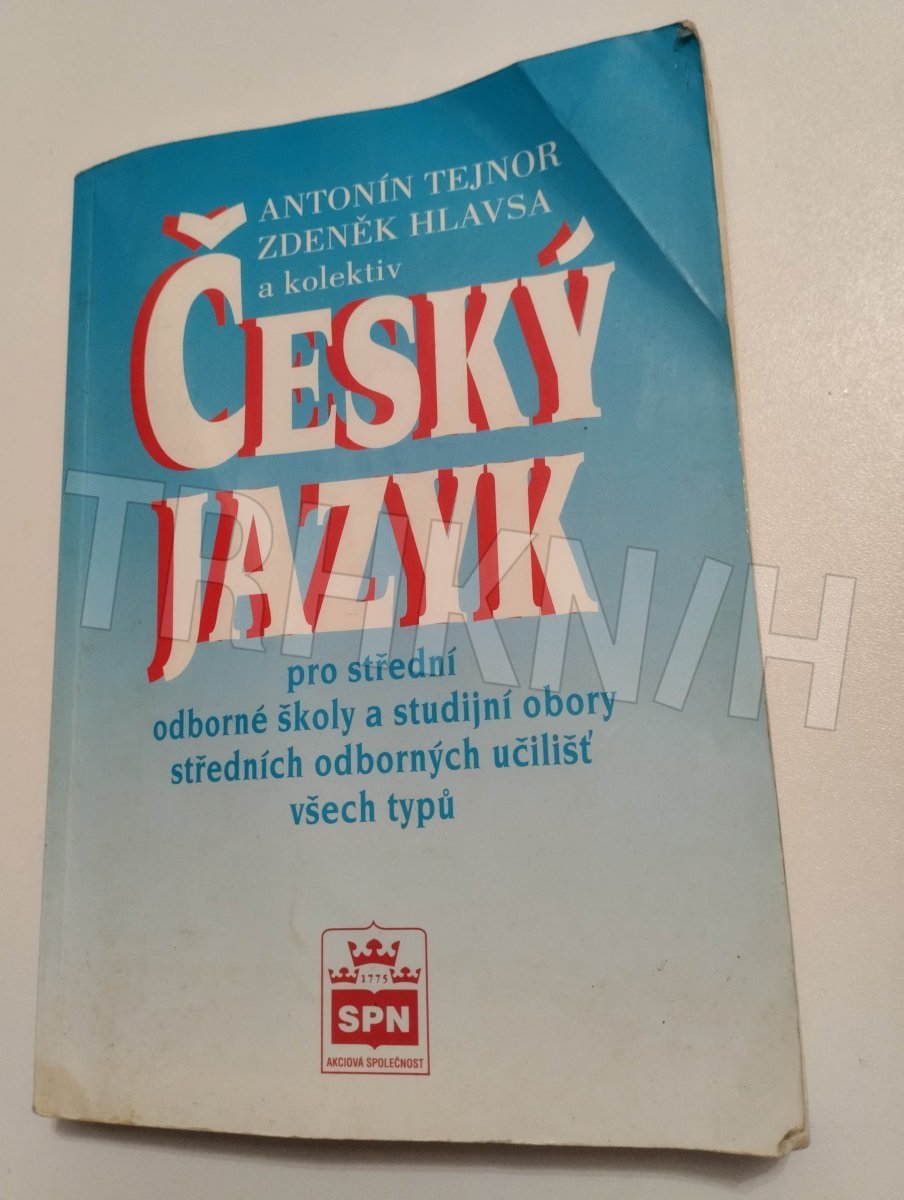 ANTONÍN TEJNOR
ZDENĚK HLAVSA
a kolektiv
ČESKÝ
JAZYK
pro střední
odborné školy a studijní obory
středních odborných učilišť
všech typů
1775
SPN
AKCIOVÁ SPOLEČNOST
TRHKNIH